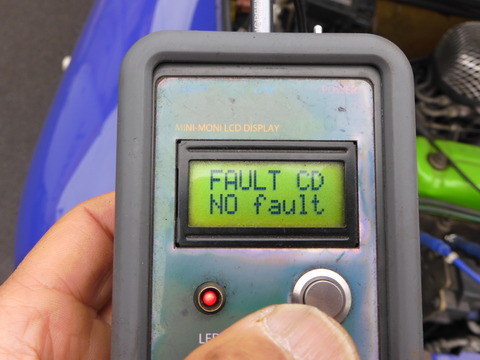 MINI-MONI LCD DISPLAY
FAULT CD
NO fault
LED